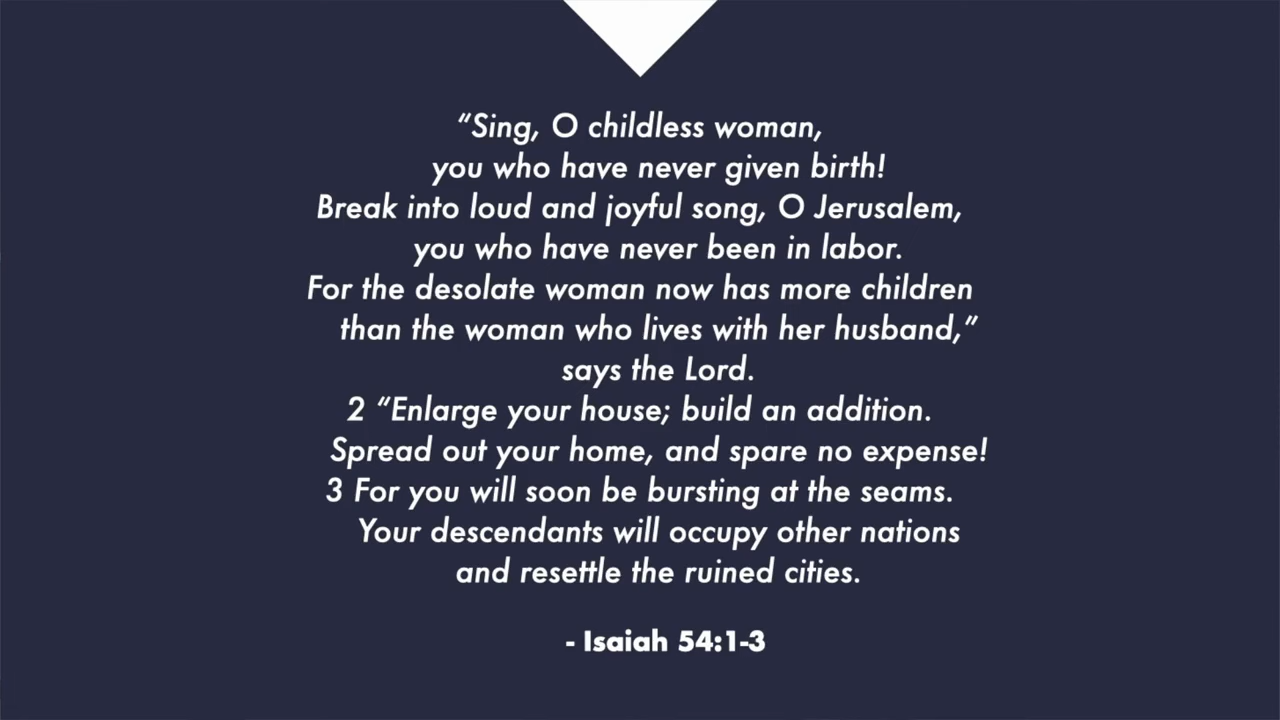 “Sing, O childless woman,
you who have never given birth!
Break into loud and joyful song, O Jerusalem,
you who have never been in labor.
For the desolate woman now has more children
than the woman who lives with her husband,”
says the Lord.
2 “Enlarge your house; build an addition.
Spread out your home, and spare no expense!
3 For you will soon be bursting at the seams.
Your descendants will occupy other nations
and resettle the ruined cities.
- Isaiah 54:1-3